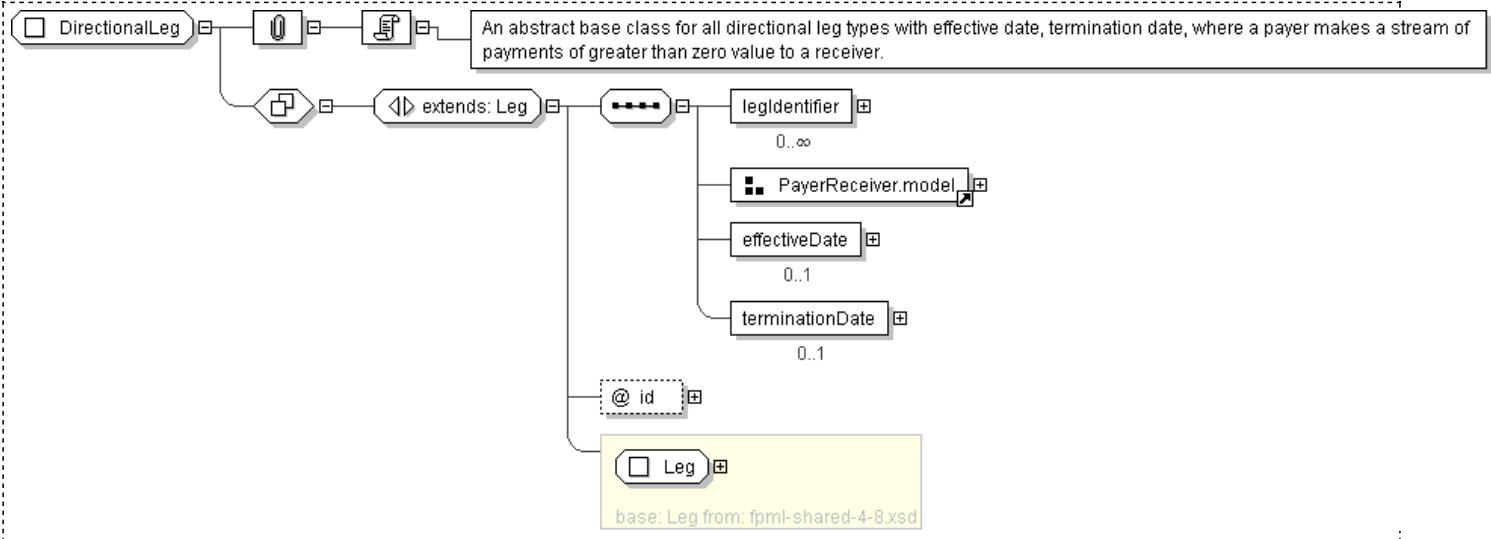 DirectionalLeg
An abstract base class for all directional leg types with effective date, termination date, where a payer makes a stream of
payments of greater than zero value to a receiver.
extends: Leg
legIdentifier
0..∞
PayerReceiver.model
effectiveDate
0..1
terminationDate
0..1
@ id
Leg
base: Leg from: fpml-shared-4-8.xsd